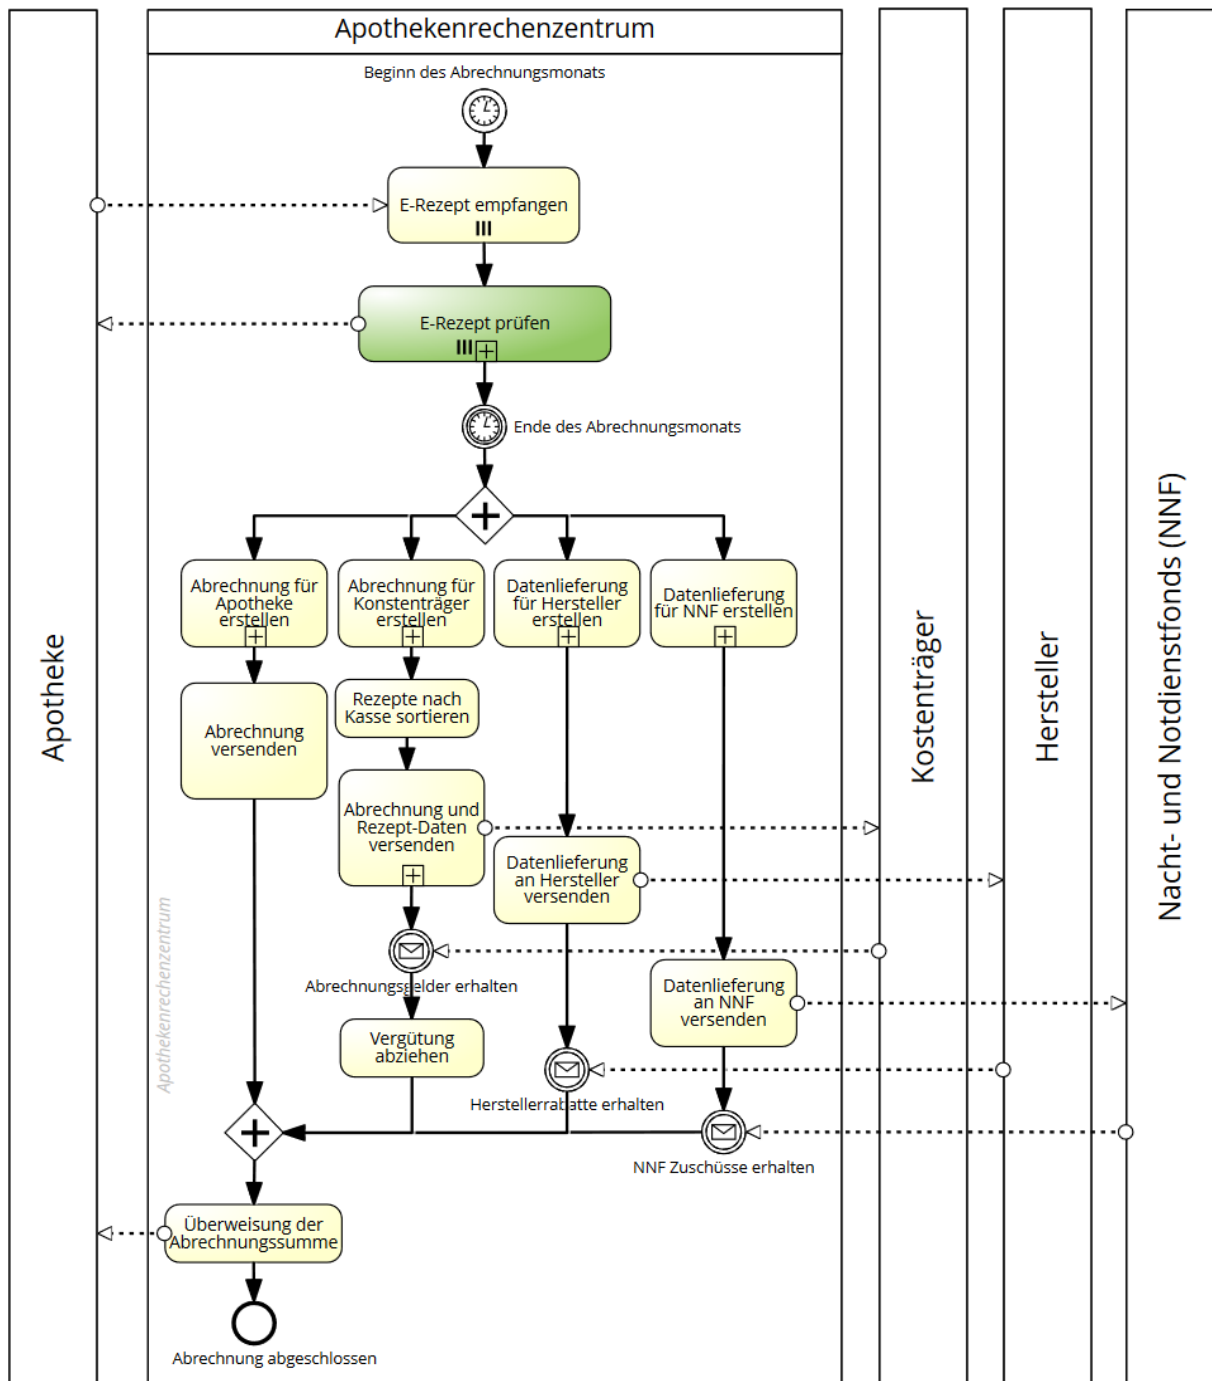 Apothekenrechenzentrum
Beginn des Abrechnungsmonats
E-Rezept empfangen
E-Rezept prüfen
Ende des Abrechnungsmonats
Abrechnung für
Apotheke
erstellen
Abrechnung für
Konstenträger
erstellen
Datenlieferung
für Hersteller
erstellen
Datenlieferung
für NNF erstellen
Abrechnung
versenden
Rezepte nach
Kasse sortieren
Abrechnung und
Rezept-Daten
versenden
Datenlieferung
an Hersteller
versenden
Abrechnungsgelder erhalten
Datenlieferung
an NNF
versenden
Vergütung
abziehen
Herstellerrabatte erhalten
NNF Zuschüsse erhalten
Überweisung der
Abrechnungssumme
Abrechnung abgeschlossen
Apotheke
Apothekenrechenzentrum
Kostenträger
Hersteller
Nacht- und Notdienstfonds (NNF)